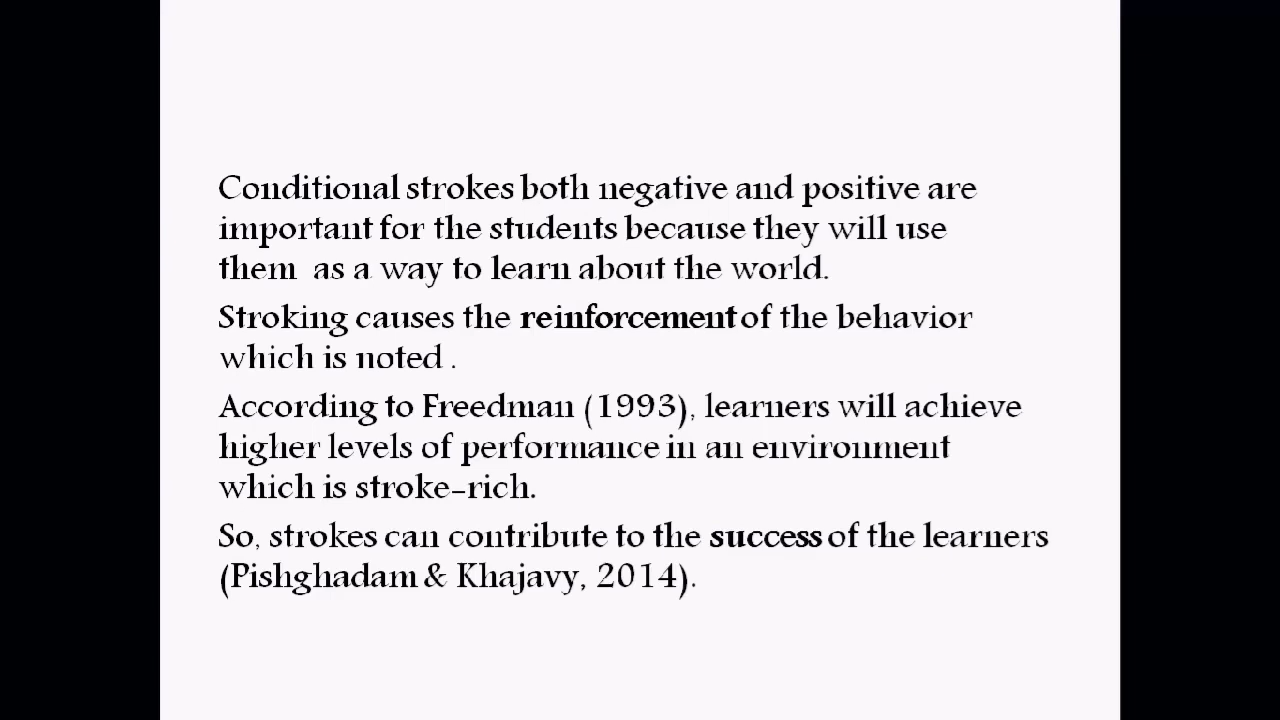 Conditional strokes both negative and positive are
important for the students because they will use
them as a way to learn about the world.
Stroking causes the reinforcement of the behavior
which is noted .
According to Freedman (1993), learners will achieve
higher levels of performance in an environment
which is stroke-rich.
So, strokes can contribute to the success of the learners
(Pishghadam & Khajavy, 2014).